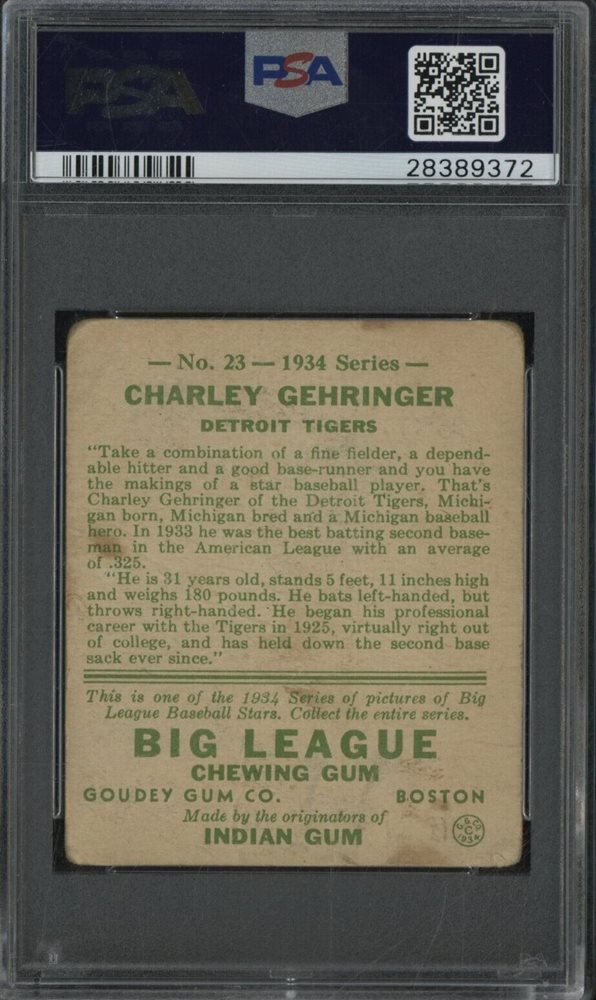 PSA
PSA
28389372
— No. 23 — 1934 Series —
CHARLEY GEHRINGER
DETROIT TIGERS
"Take a combination of a fine fielder, a depend-
able hitter and a good base-runner and you have
the makings of a star baseball player. That's
Charley Gehringer of the Detroit Tigers, Michi-
gan born, Michigan bred and a Michigan baseball
hero. In 1933 he was the best batting second base-
man in the American League with an average
of .325.
"He is 31 years old, stands 5 feet, 11 inches high
and weighs 180 pounds. He bats left-handed, but
throws right-handed. He began his professional
career with the Tigers in 1925, virtually right out
of college, and has held down the second base
sack ever since."
This is one of the 1934 Series of pictures of Big
League Baseball Stars. Collect the entire series.
BIG LEAGUE
CHEWING GUM
GOUDEY GUM CO. BOSTON
Made by the originators of
INDIAN GUM
G.G.CO.
C
1934